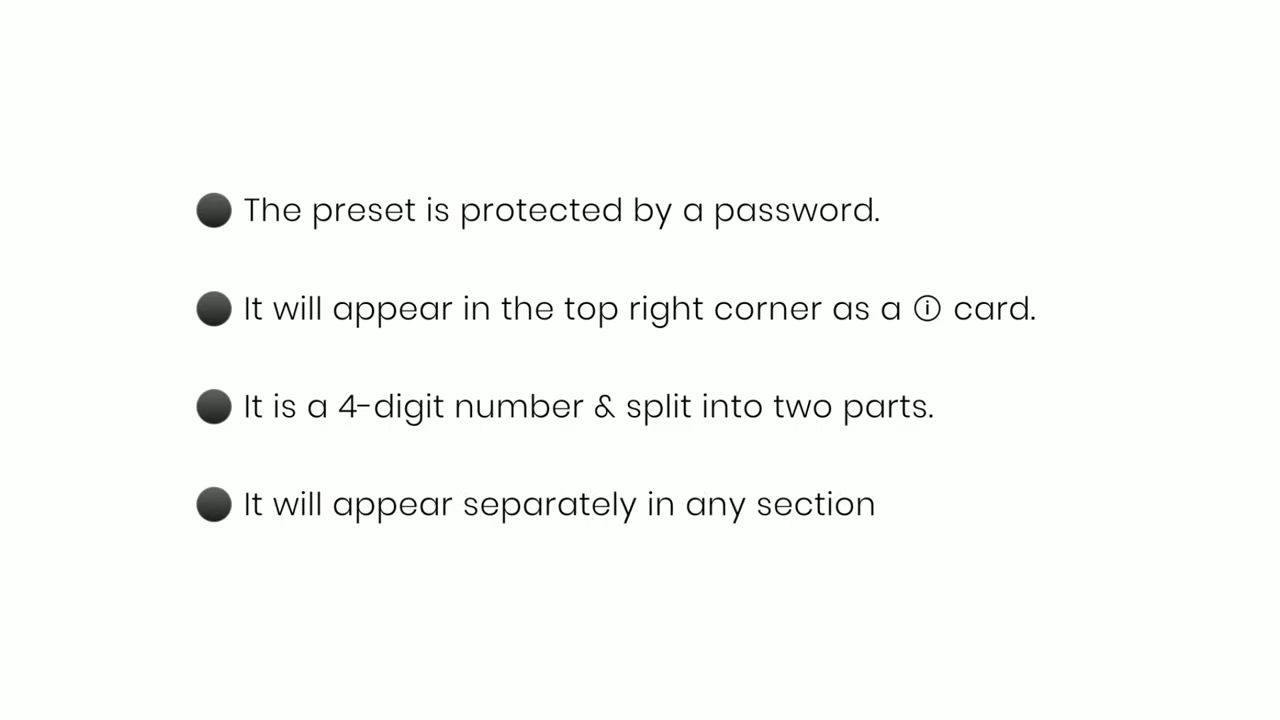 ⚫ The preset is protected by a password.
⚫ It will appear in the top right corner as a ⓘ card.
⚫ It is a 4-digit number & split into two parts.
⚫ It will appear separately in any section